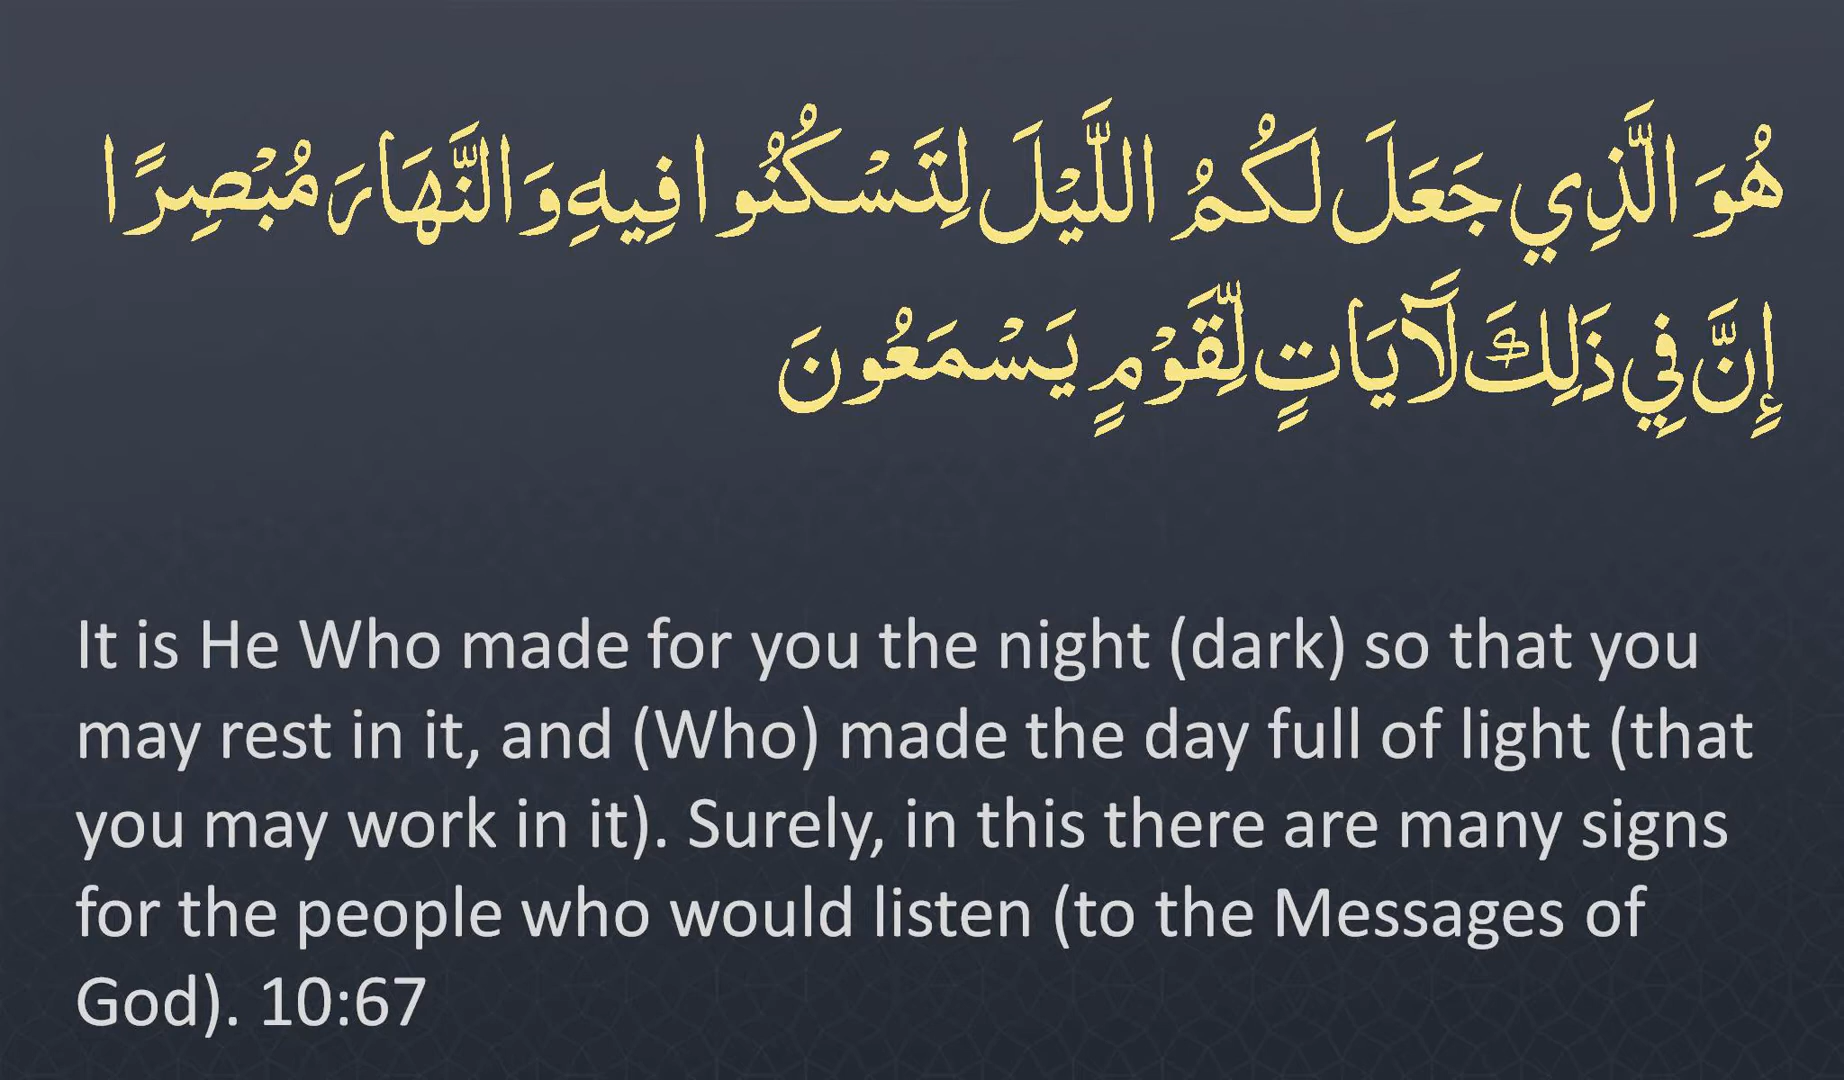 هُوَ الَّذِي جَعَلَ لَكُمُ اللَّيْلَ لِتَسْكُنُوا فِيهِ وَالنَّهَارَ مُبْصِرًا
إِنَّ فِي ذَلِكَ لَآيَاتٍ لِّقَوْمٍ يَسْمَعُونَ
It is He Who made for you the night (dark) so that you
may rest in it, and (Who) made the day full of light (that
you may work in it). Surely, in this there are many signs
for the people who would listen (to the Messages of
God). 10:67